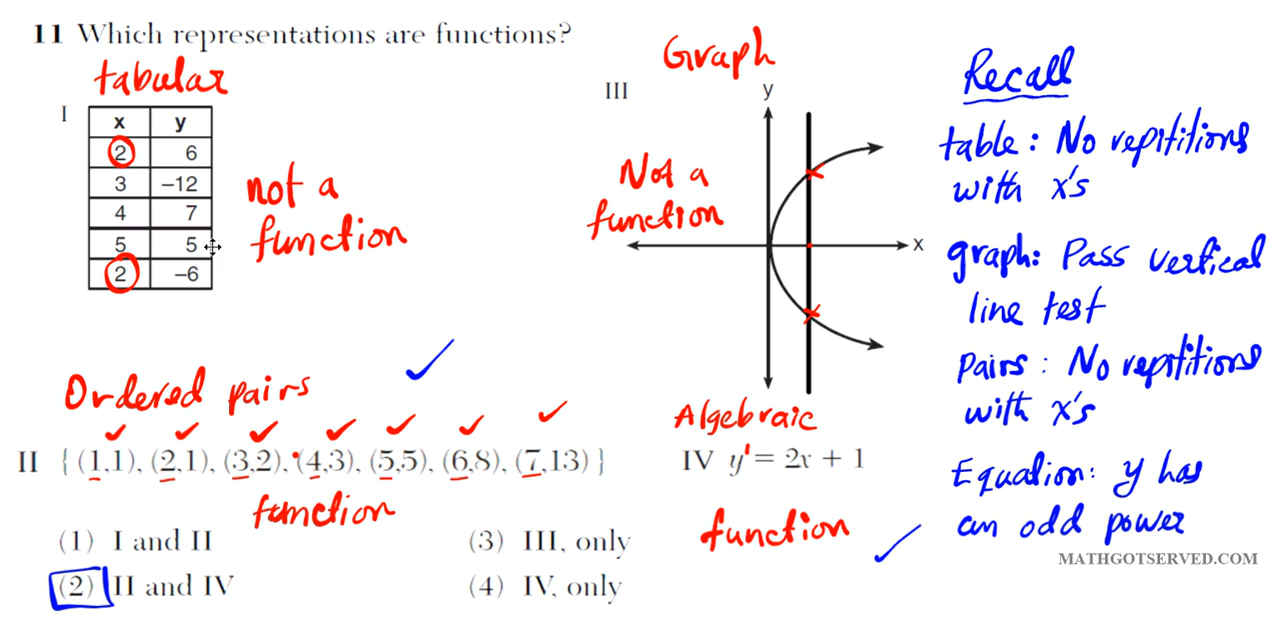 11 Which representations are functions?
tabular
I
x y
2 6
3 −12
4 7
5 5
2 −6
not a
function
Graph
III
y
x
Not a
function
Ordered pairs
II { (1,1), (2,1), (3,2), (4,3), (5,5), (6,8), (7,13) }
function
Algebraic
IV y¹ = 2x + 1
function
(1) I and II
(2) II and IV
(3) III, only
(4) IV, only
Recall
table : No repititions
with x's
graph: Pass vertical
line test
Pairs : No repititions
with x's
Equation: y has
an odd power
MATHGOTSERVED.COM